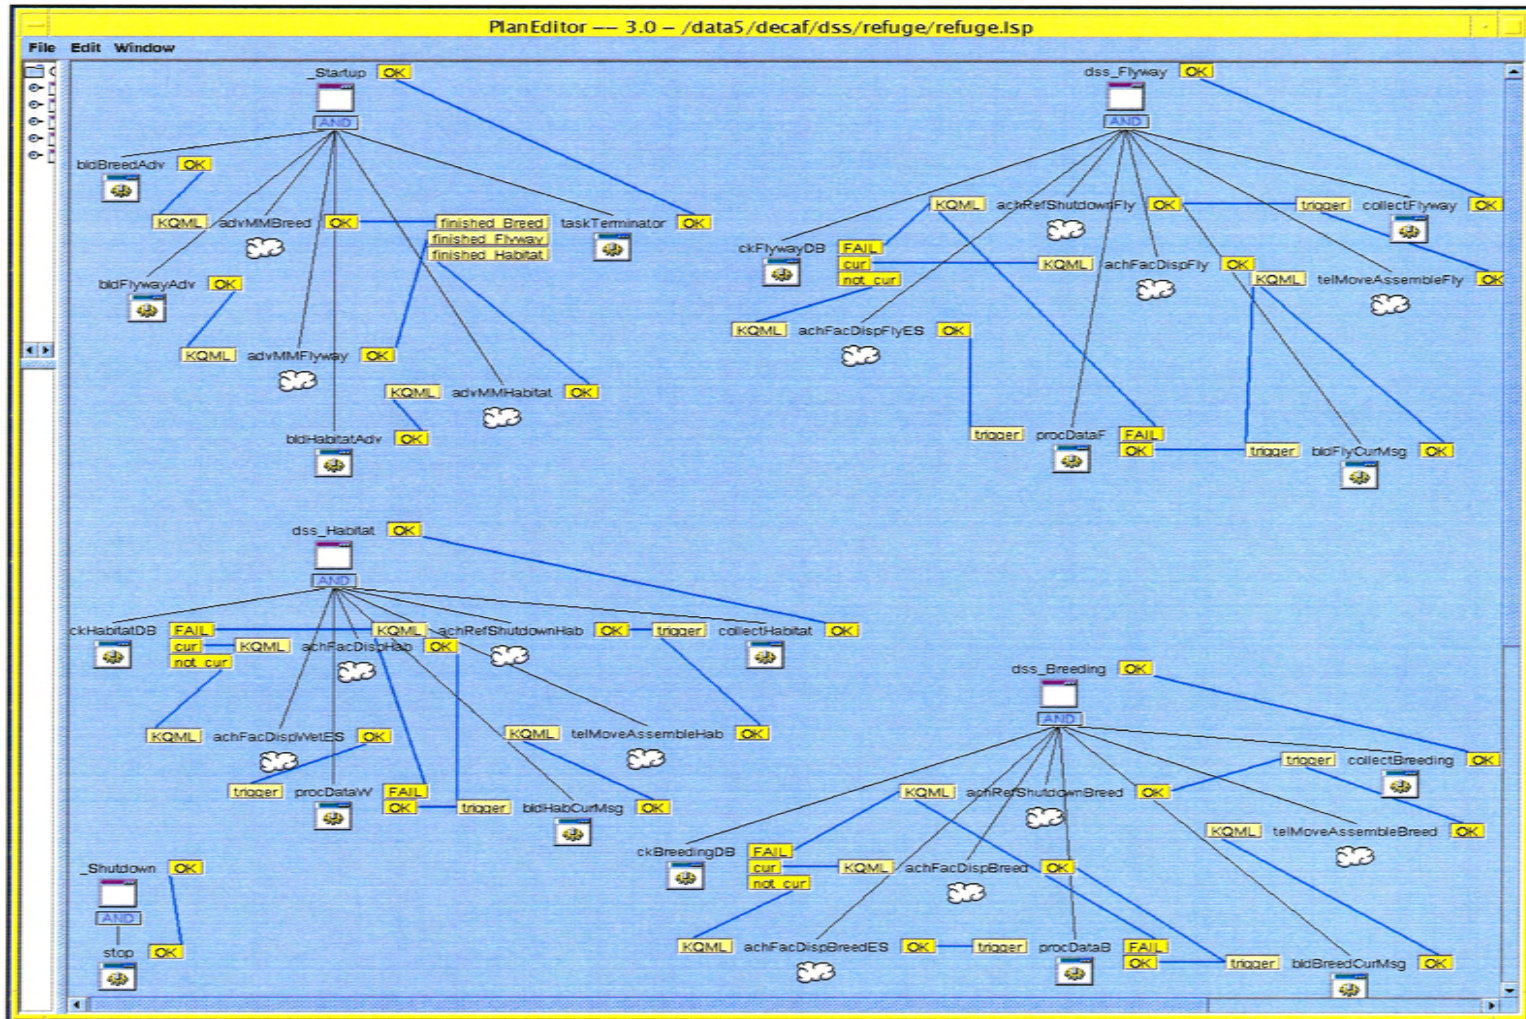 PlanEditor -- 3.0 - /data5/decaf/dss/refuge/refuge.lsp
File Edit Window
_Startup OK
AND
bldBreedAdv OK
KQML advMMBreed OK
finished_Breed
finished_Flyway
finished_Habitat
taskTerminator OK
bldFlywayAdv OK
KQML advMMFlyway OK
KQML advMMHabitat OK
bldHabitatAdv OK
dss_Flyway OK
AND
KQML achRefShutdownFly OK
trigger collectFlyway OK
ckFlywayDB FAIL
cur
not_cur
KQML achFacDispFly OK
KQML telMoveAssembleFly OK
KQML achFacDispFlyES OK
trigger procDataF FAIL
OK
trigger bldFlyCurMsg OK
dss_Habitat OK
AND
ckHabitatDB FAIL
cur
not_cur
KQML achRefShutdownHab OK
trigger collectHabitat OK
KQML achFacDispHab OK
KQML achFacDispWetES OK
KQML telMoveAssembleHab OK
trigger procDataW FAIL
OK
trigger bldHabCurMsg OK
dss_Breeding OK
AND
trigger collectBreeding OK
KQML achRefShutdownBreed OK
KQML telMoveAssembleBreed OK
ckBreedingDB FAIL
cur
not_cur
KQML achFacDispBreed OK
KQML achFacDispBreedES OK
trigger procDataB FAIL
OK
trigger bldBreedCurMsg OK
_Shutdown OK
AND
stop OK